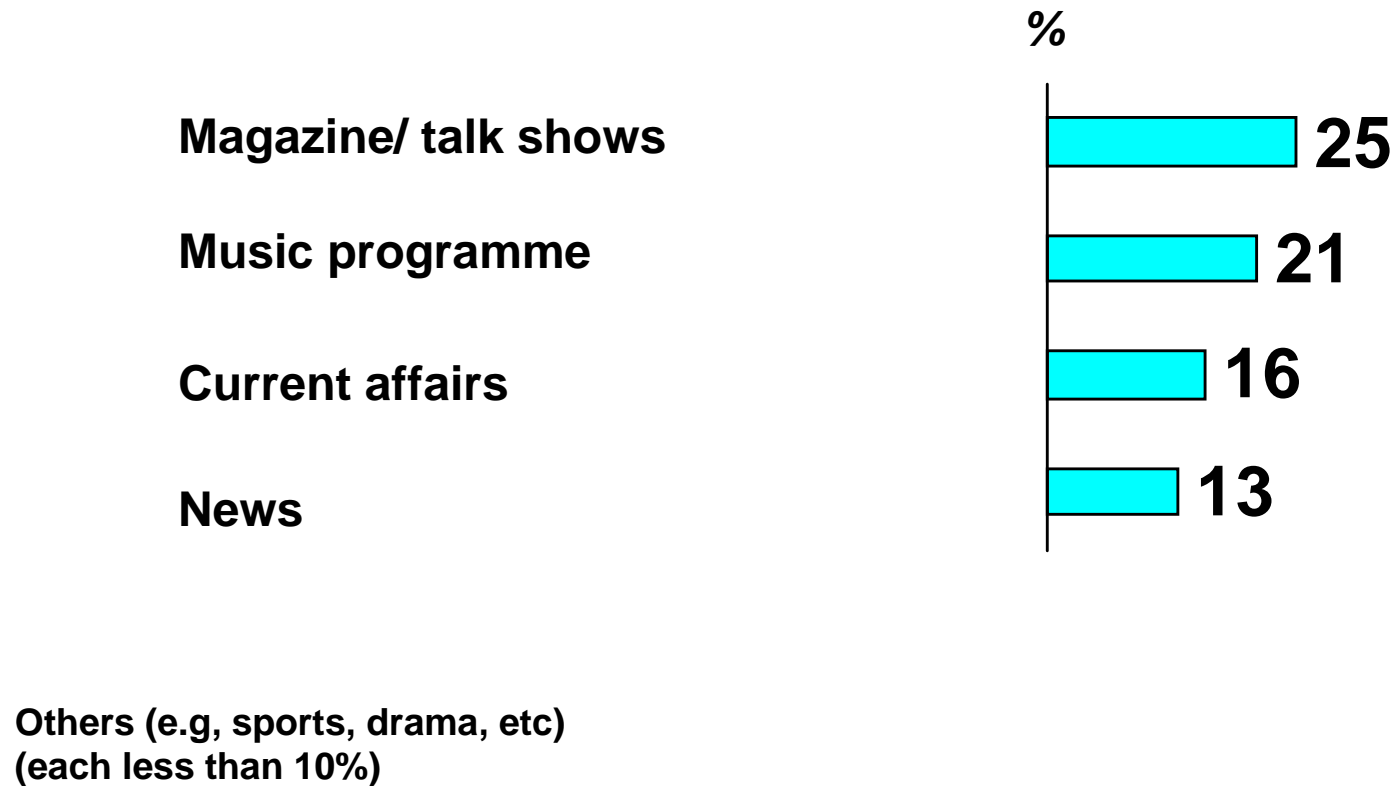 %
Magazine/ talk shows 25
Music programme 21
Current affairs 16
News 13
Others (e.g, sports, drama, etc)
(each less than 10%)